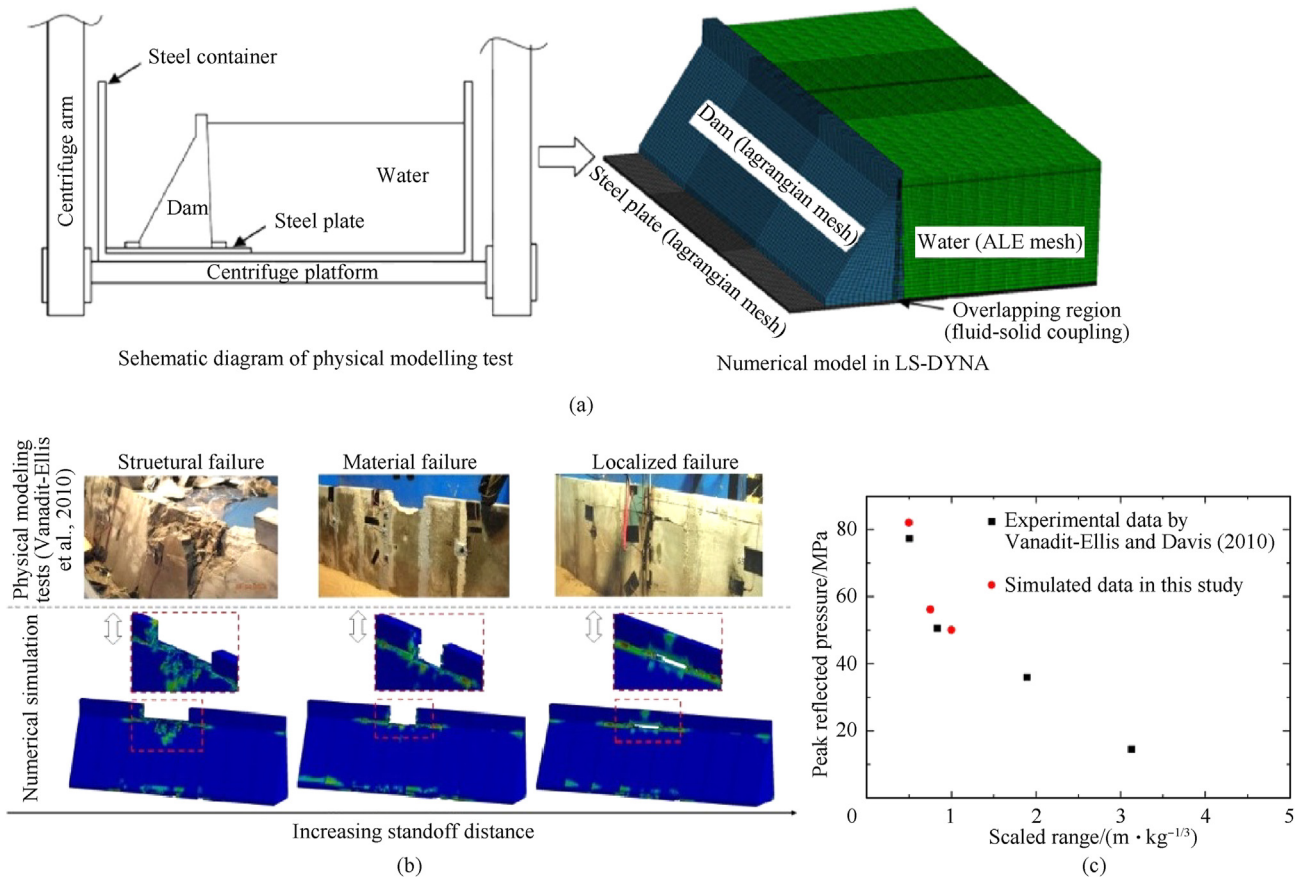 Steel container
Centrifuge arm
Water
Dam
Steel plate
Centrifuge platform
Sehematic diagram of physical modelling test
Dam (lagrangian mesh)
Steel plate (lagrangian mesh)
Water (ALE mesh)
Overlapping region
(fluid-solid coupling)
Numerical model in LS-DYNA
(a)
Physical modeling
tests (Vanadit-Ellis
et al., 2010)
Struetural failure
Material failure
Localized failure
Numerical simulation
Increasing standoff distance
(b)
Peak reflected pressure/MPa
80
60
40
20
0
1
2
3
4
5
Experimental data by
Vanadit-Ellis and Davis (2010)
Simulated data in this study
Scaled range/(m · kg⁻¹/³)
(c)